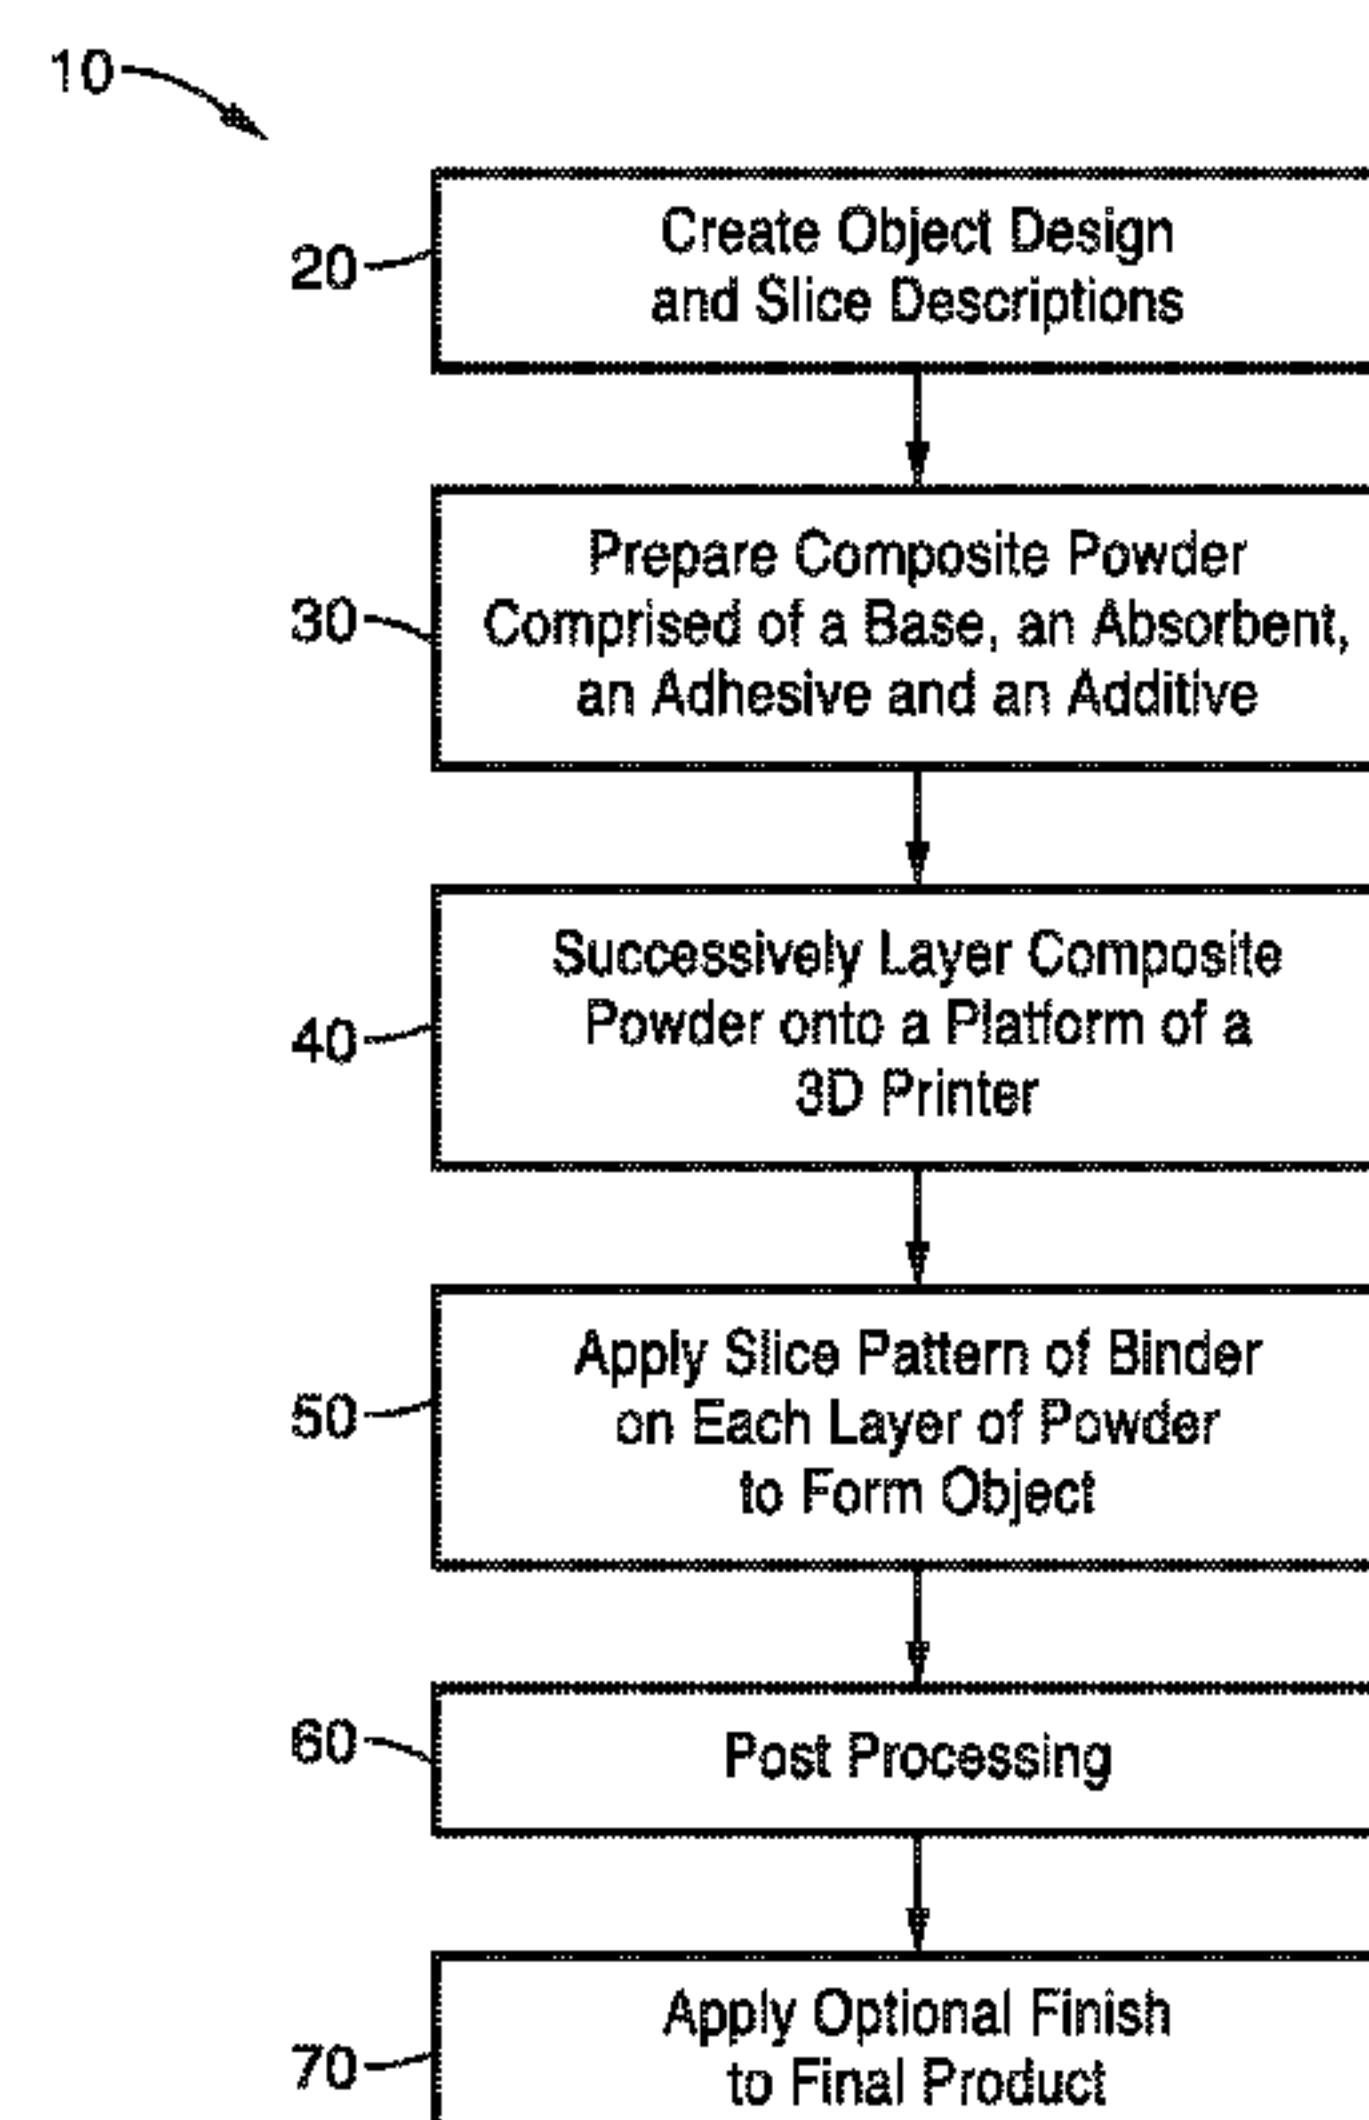 10
20
Create Object Design
and Slice Descriptions
30
Prepare Composite Powder
Comprised of a Base, an Absorbent,
an Adhesive and an Additive
40
Successively Layer Composite
Powder onto a Platform of a
3D Printer
50
Apply Slice Pattern of Binder
on Each Layer of Powder
to Form Object
60
Post Processing
70
Apply Optional Finish
to Final Product